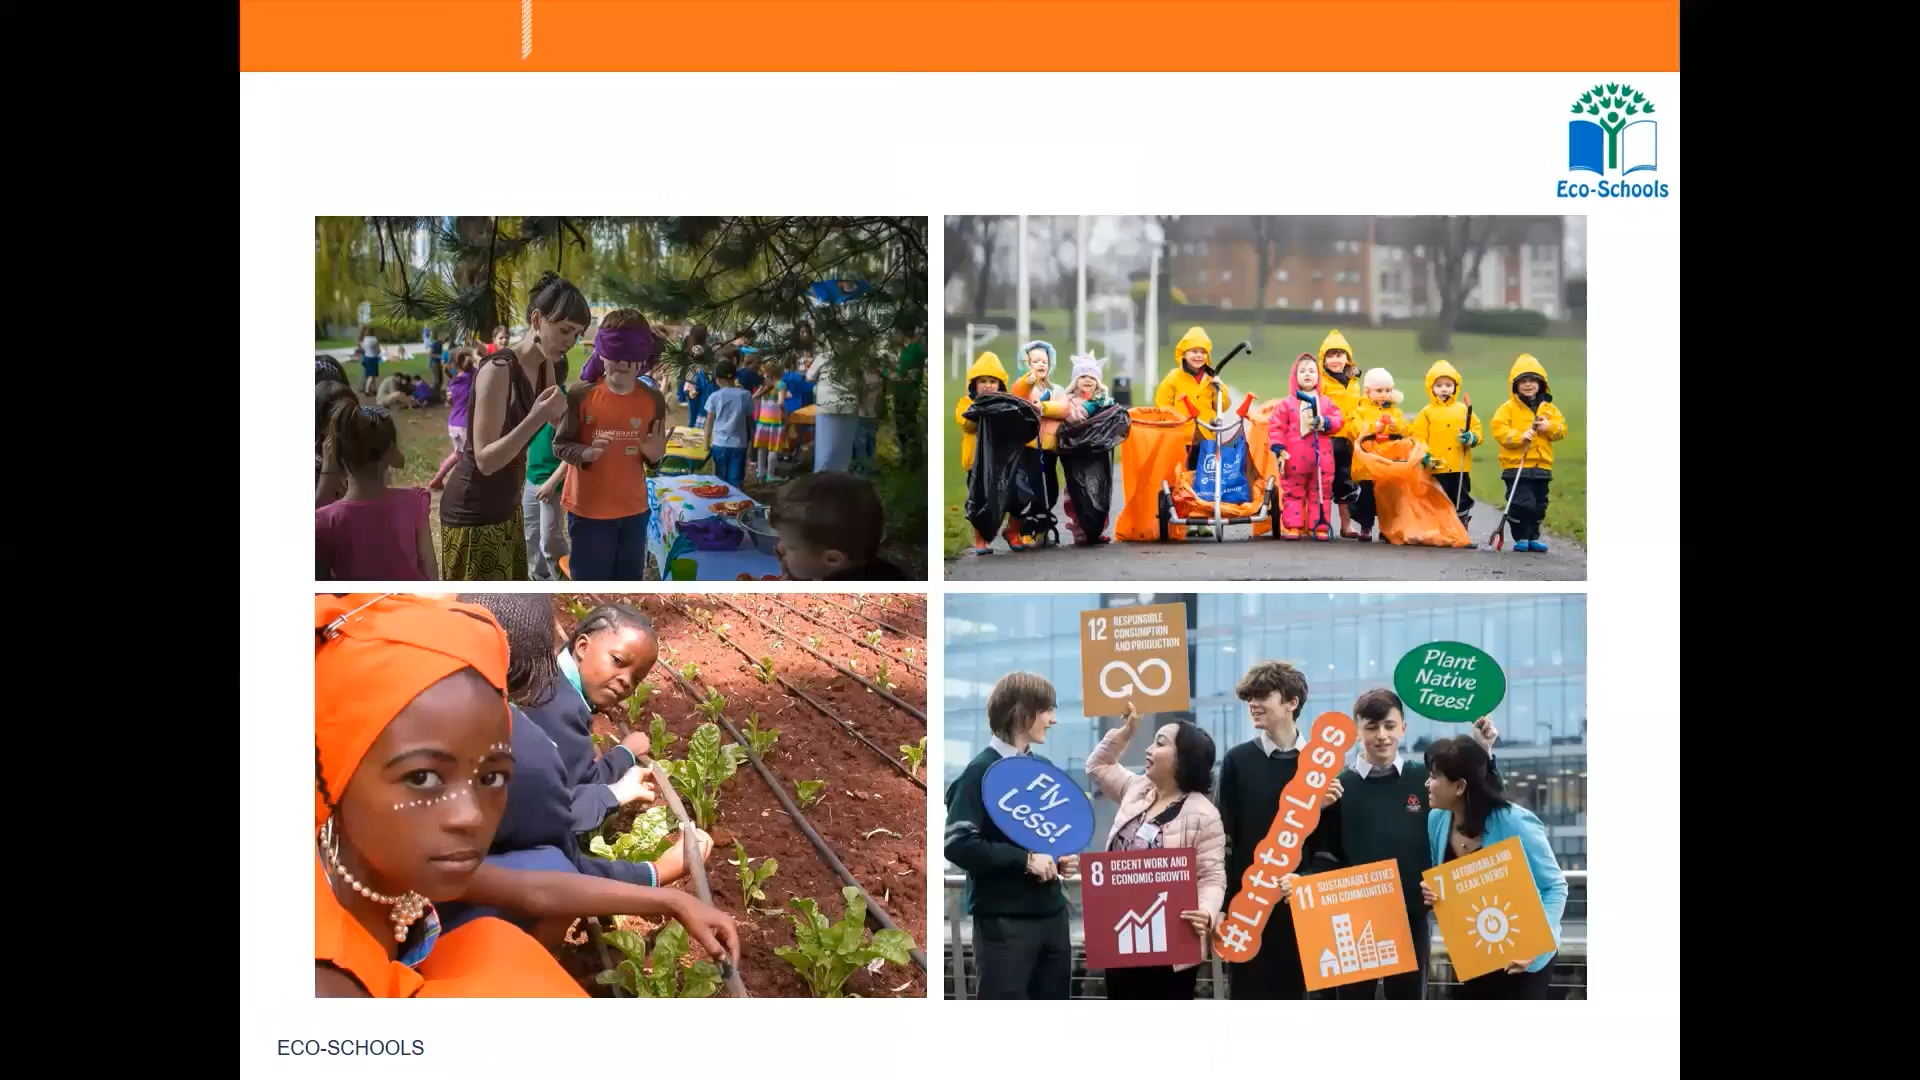 Eco-Schools
12 RESPONSIBLE
CONSUMPTION
AND PRODUCTION
Plant
Native
Trees!
Fly
Less!
#LitterLess
8 DECENT WORK AND
ECONOMIC GROWTH
11 SUSTAINABLE CITIES
AND COMMUNITIES
7 AFFORDABLE AND
CLEAN ENERGY
ECO-SCHOOLS